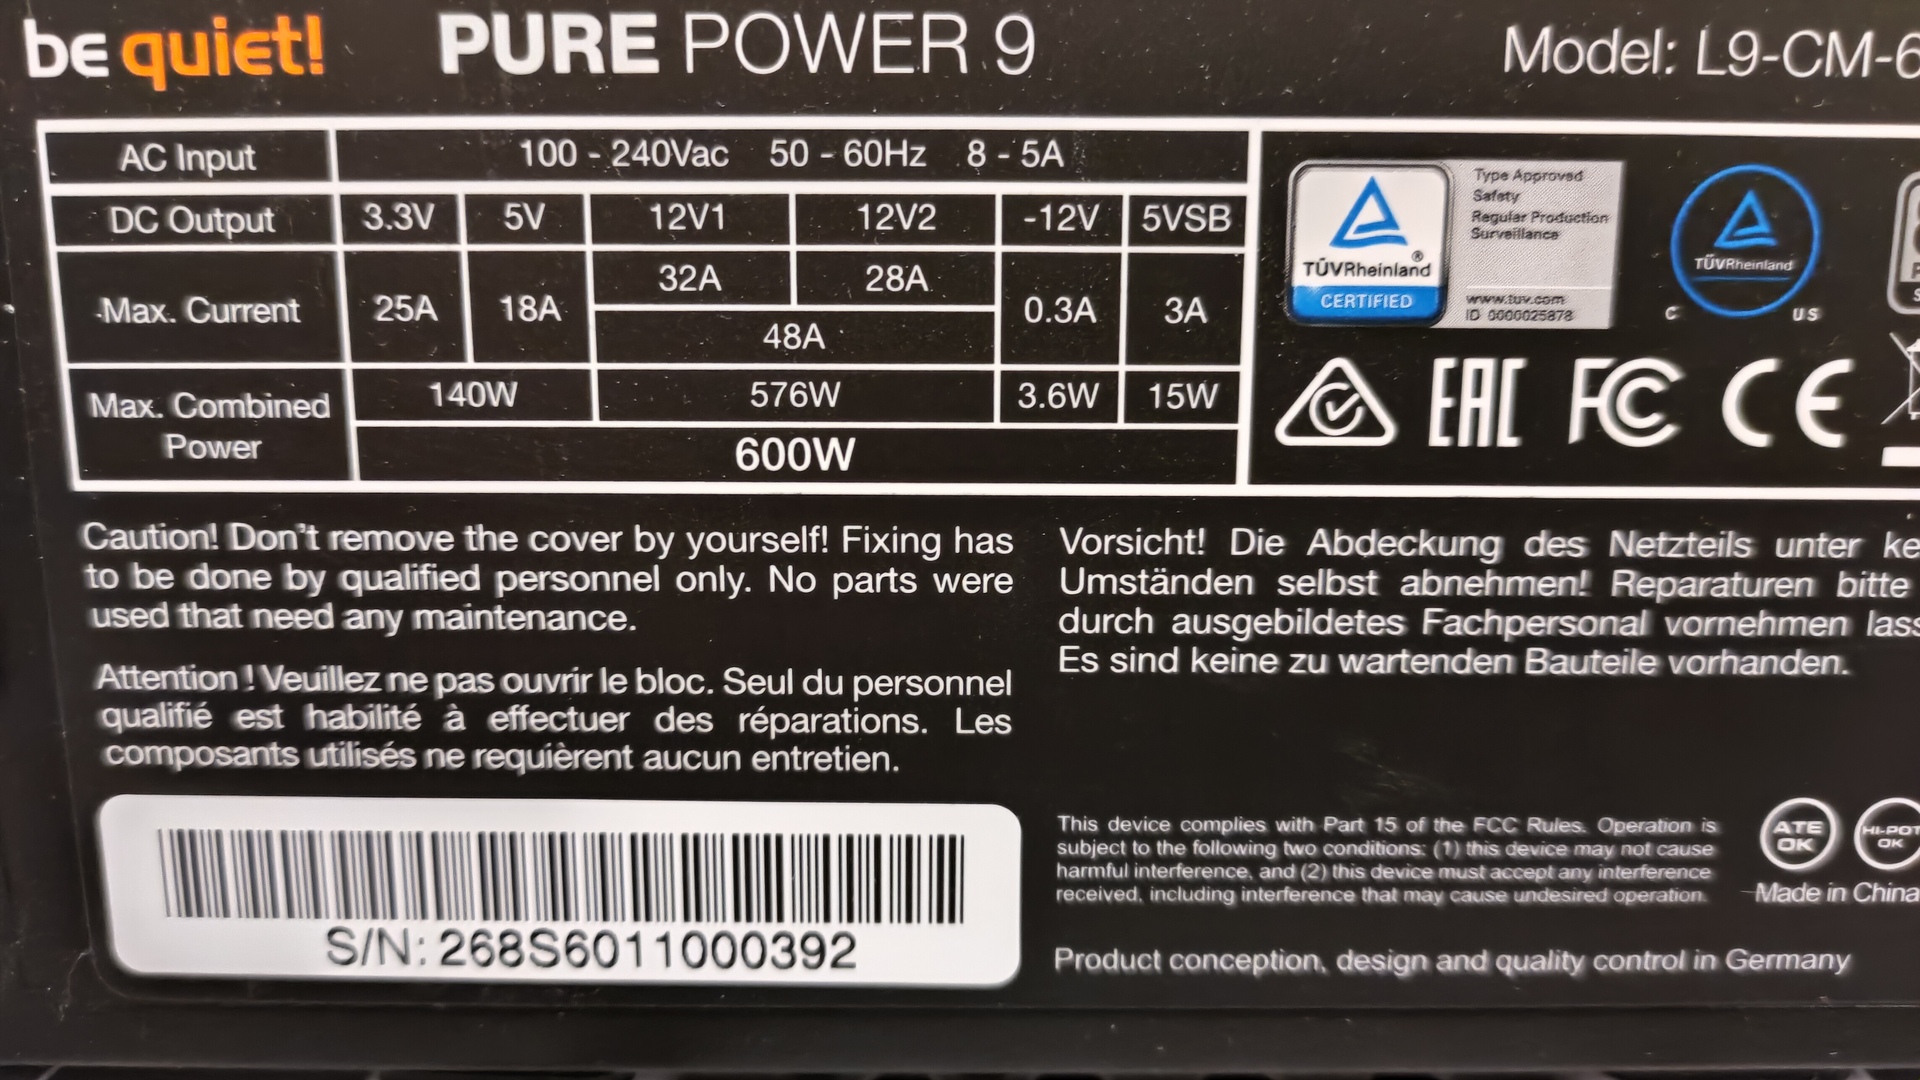 be quiet! PURE POWER 9 Model: L9-CM-6
AC Input 100 - 240Vac 50 - 60Hz 8 - 5A
DC Output 3.3V 5V 12V1 12V2 -12V 5VSB
Max. Current 25A 18A 32A 28A 0.3A 3A
48A
Max. Combined Power 140W 576W 3.6W 15W
600W
TÜVRheinland®
CERTIFIED
Type Approved
Safety
Regular Production
Surveillance
www.tuv.com
ID 0000025878
TÜVRheinland
C US
EAC FC CE
Caution! Don't remove the cover by yourself! Fixing has
to be done by qualified personnel only. No parts were
used that need any maintenance.
Attention ! Veuillez ne pas ouvrir le bloc. Seul du personnel
qualifié est habilité à effectuer des réparations. Les
composants utilisés ne requièrent aucun entretien.
Vorsicht! Die Abdeckung des Netzteils unter ke
Umständen selbst abnehmen! Reparaturen bitte
durch ausgebildetes Fachpersonal vornehmen lass
Es sind keine zu wartenden Bauteile vorhanden.
S/N: 268S6011000392
This device complies with Part 15 of the FCC Rules. Operation is
subject to the following two conditions: (1) this device may not cause
harmful interference, and (2) this device must accept any interference
received, including interference that may cause undesired operation.
ATE
OK
HI-POT
OK
Made in China
Product conception, design and quality control in Germany